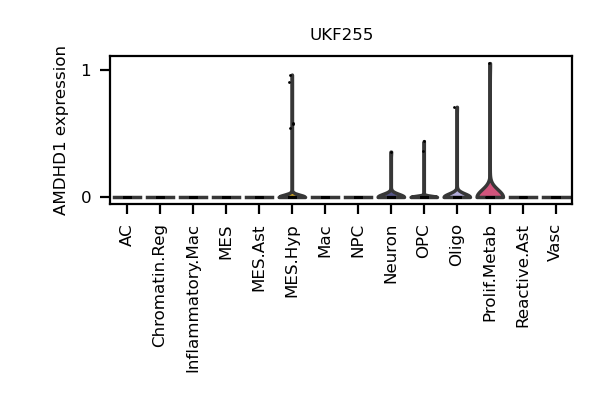 UKF255
AMDHD1 expression
1
0
AC
Chromatin.Reg
Inflammatory.Mac
MES
MES.Ast
MES.Hyp
Mac
NPC
Neuron
OPC
Oligo
Prolif.Metab
Reactive.Ast
Vasc